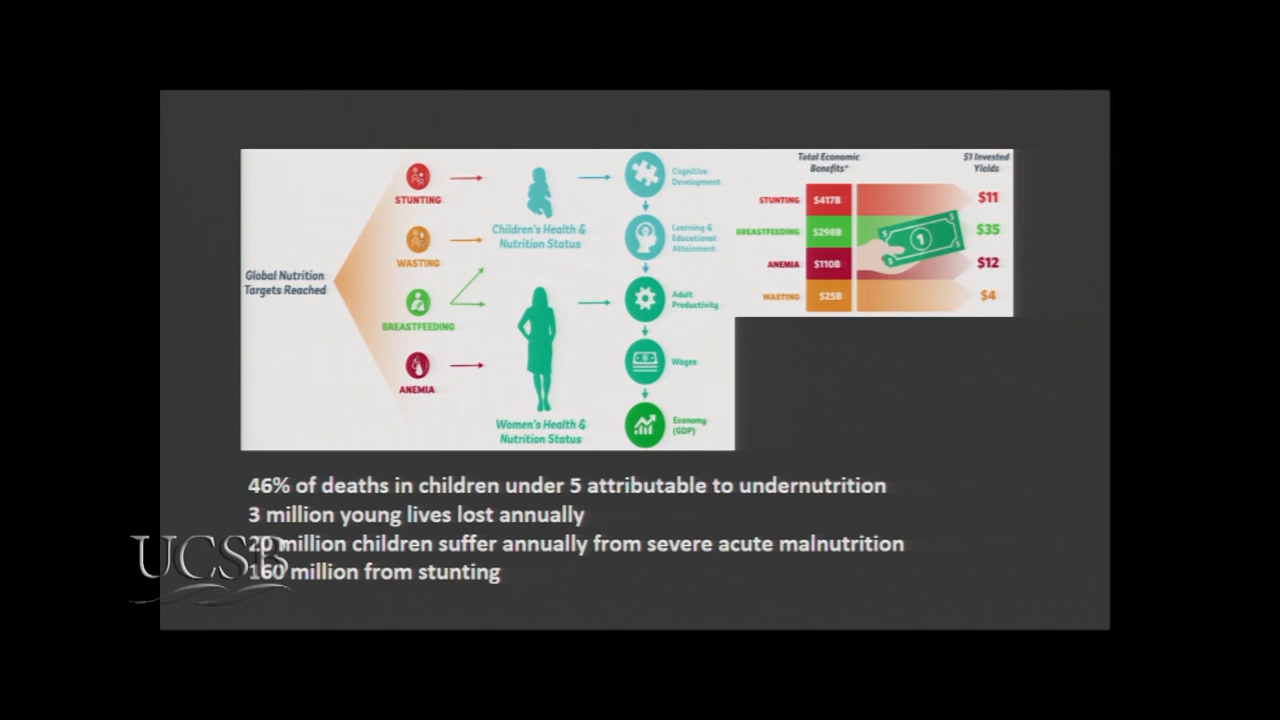 Global Nutrition
Targets Reached
STUNTING
WASTING
BREASTFEEDING
ANEMIA
Children's Health &
Nutrition Status
Women's Health &
Nutrition Status
Cognitive
Development
Learning &
Educational
Attainment
Adult
Productivity
Wages
Economy
(GDP)
Total Economic
Benefits*
$1 Invested
Yields
STUNTING $417B $11
BREASTFEEDING $298B $35
ANEMIA $110B $12
WASTING $25B $4
1
46% of deaths in children under 5 attributable to undernutrition
3 million young lives lost annually
20 million children suffer annually from severe acute malnutrition
160 million from stunting
UCSB